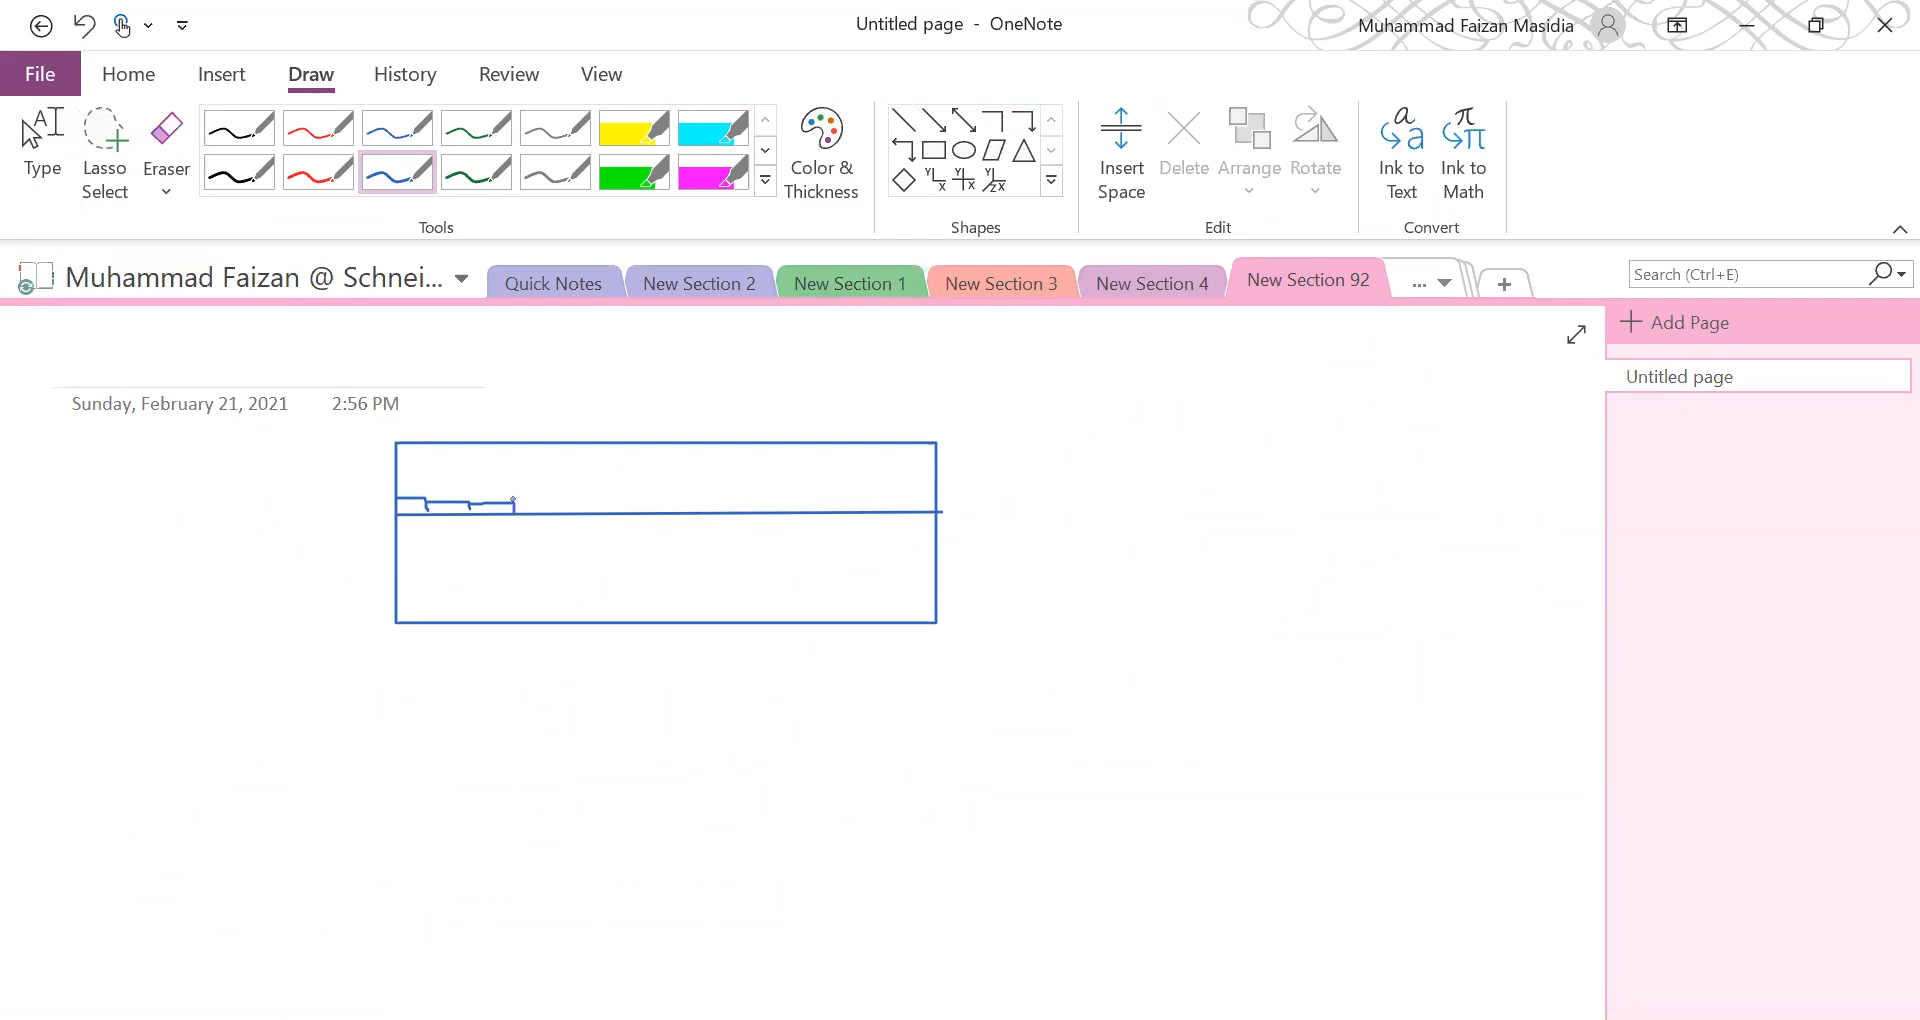 Untitled page - OneNote
Muhammad Faizan Masidia
File Home Insert Draw History Review View
Type
Lasso Select
Eraser
Color & Thickness
Tools
Shapes
Insert Space
Delete
Arrange
Rotate
Edit
Ink to Text
Ink to Math
Convert
Muhammad Faizan @ Schnei...
Quick Notes
New Section 2
New Section 1
New Section 3
New Section 4
New Section 92
...
Search (Ctrl+E)
Add Page
Untitled page
Sunday, February 21, 2021 2:56 PM